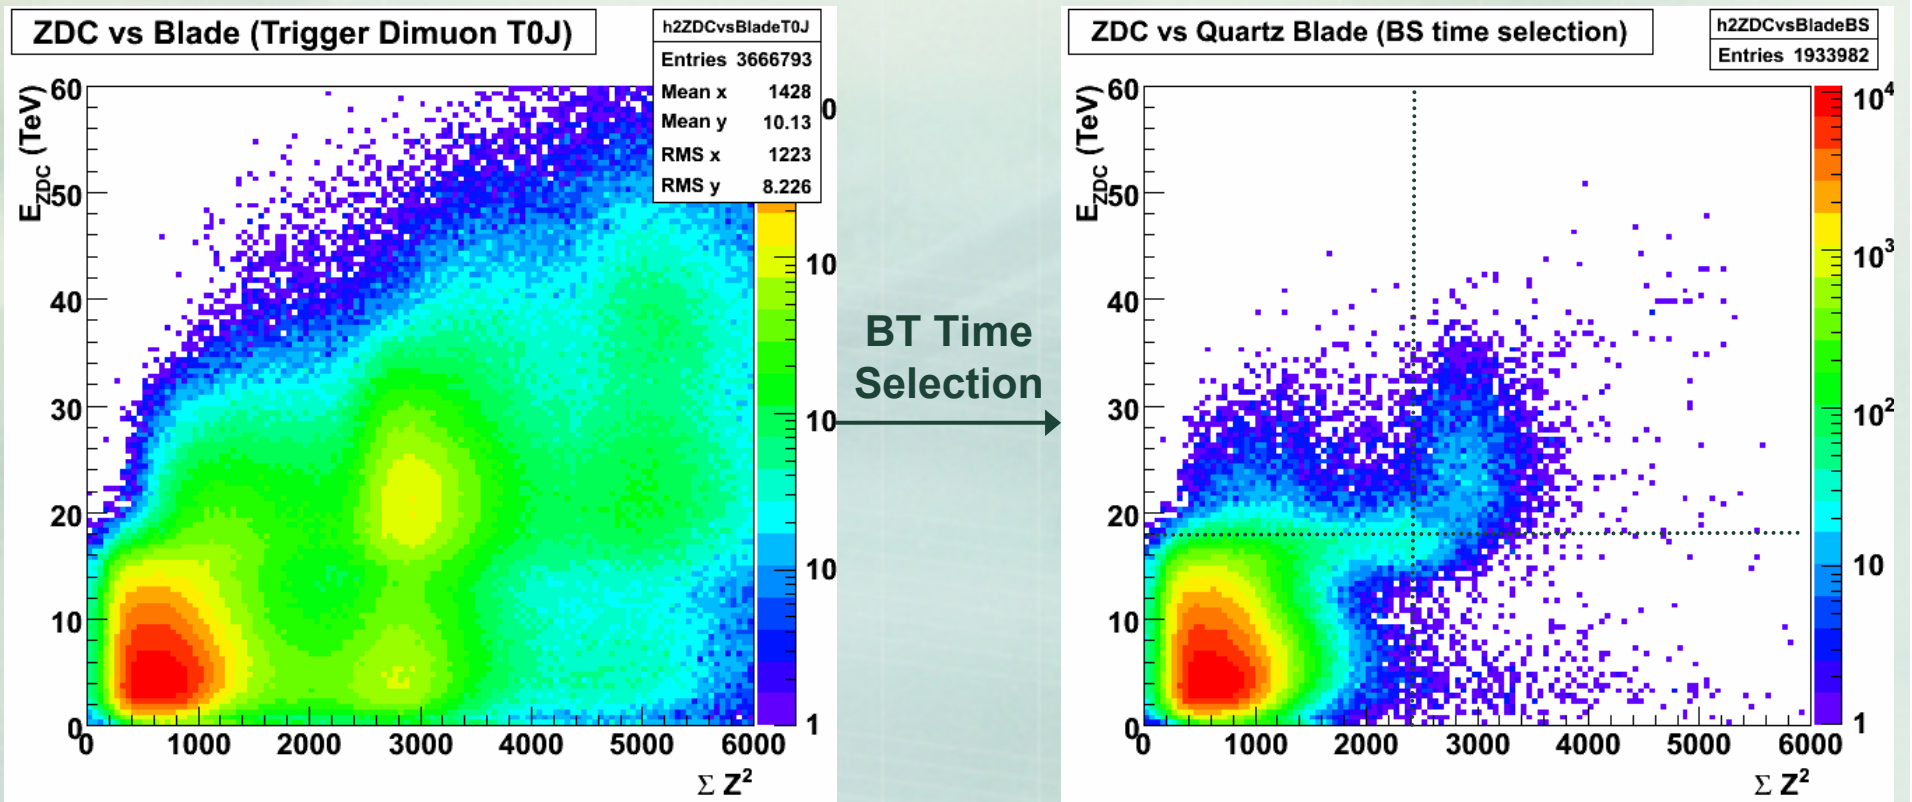 ZDC vs Blade (Trigger Dimuon T0J)
h2ZDCvsBladeT0J
Entries 3666793
Mean x 1428
Mean y 10.13
RMS x 1223
RMS y 8.226
E_ZDC (TeV)
60
50
40
30
20
10
0
0 1000 2000 3000 4000 5000 6000
Σ Z²
0
10
10
10
1
BT Time
Selection
ZDC vs Quartz Blade (BS time selection)
h2ZDCvsBladeBS
Entries 1933982
E_ZDC (TeV)
60
50
40
30
20
10
0
0 1000 2000 3000 4000 5000 6000
Σ Z²
10⁴
10³
10²
10
1